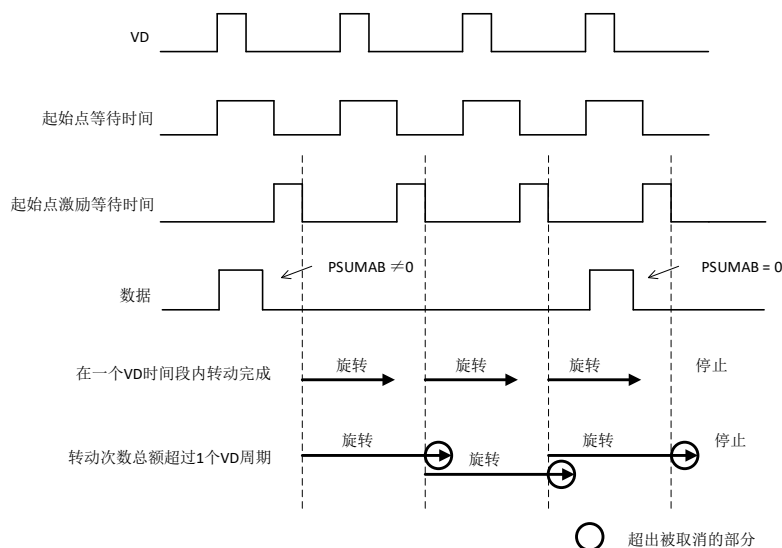 VD
起始点等待时间
起始点激励等待时间
PSUMAB ≠0
PSUMAB = 0
数据
在一个VD时间段内转动完成
旋转
旋转
旋转
停止
转动次数总额超过1个VD周期
旋转
旋转
旋转
停止
超出被取消的部分